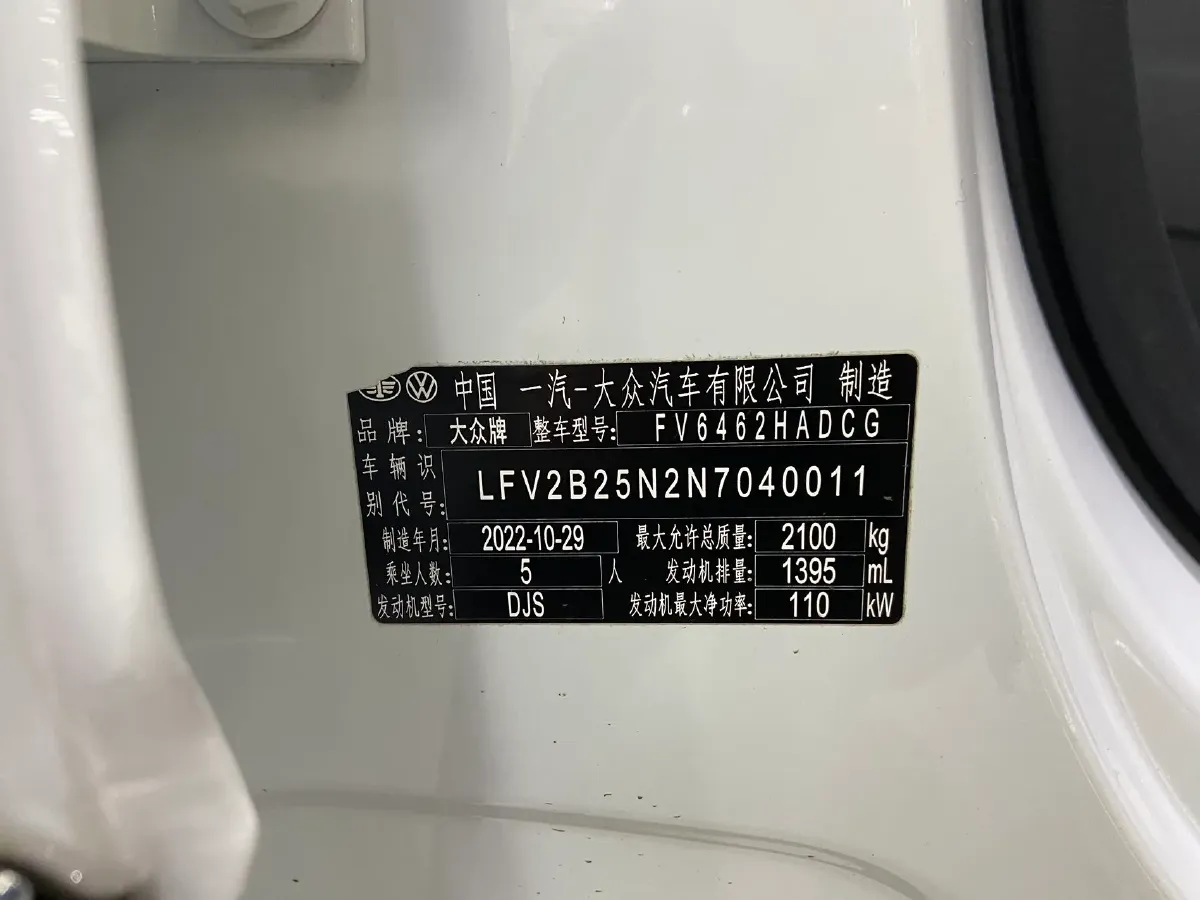 中国 一汽-大众汽车有限公司 制造
品牌: 大众牌 整车型号: FV6462HADCG
车辆识别代号: LFV2B25N2N7040011
制造年月: 2022-10-29 最大允许总质量: 2100 kg
乘坐人数: 5 人 发动机排量: 1395 mL
发动机型号: DJS 发动机最大净功率: 110 kW